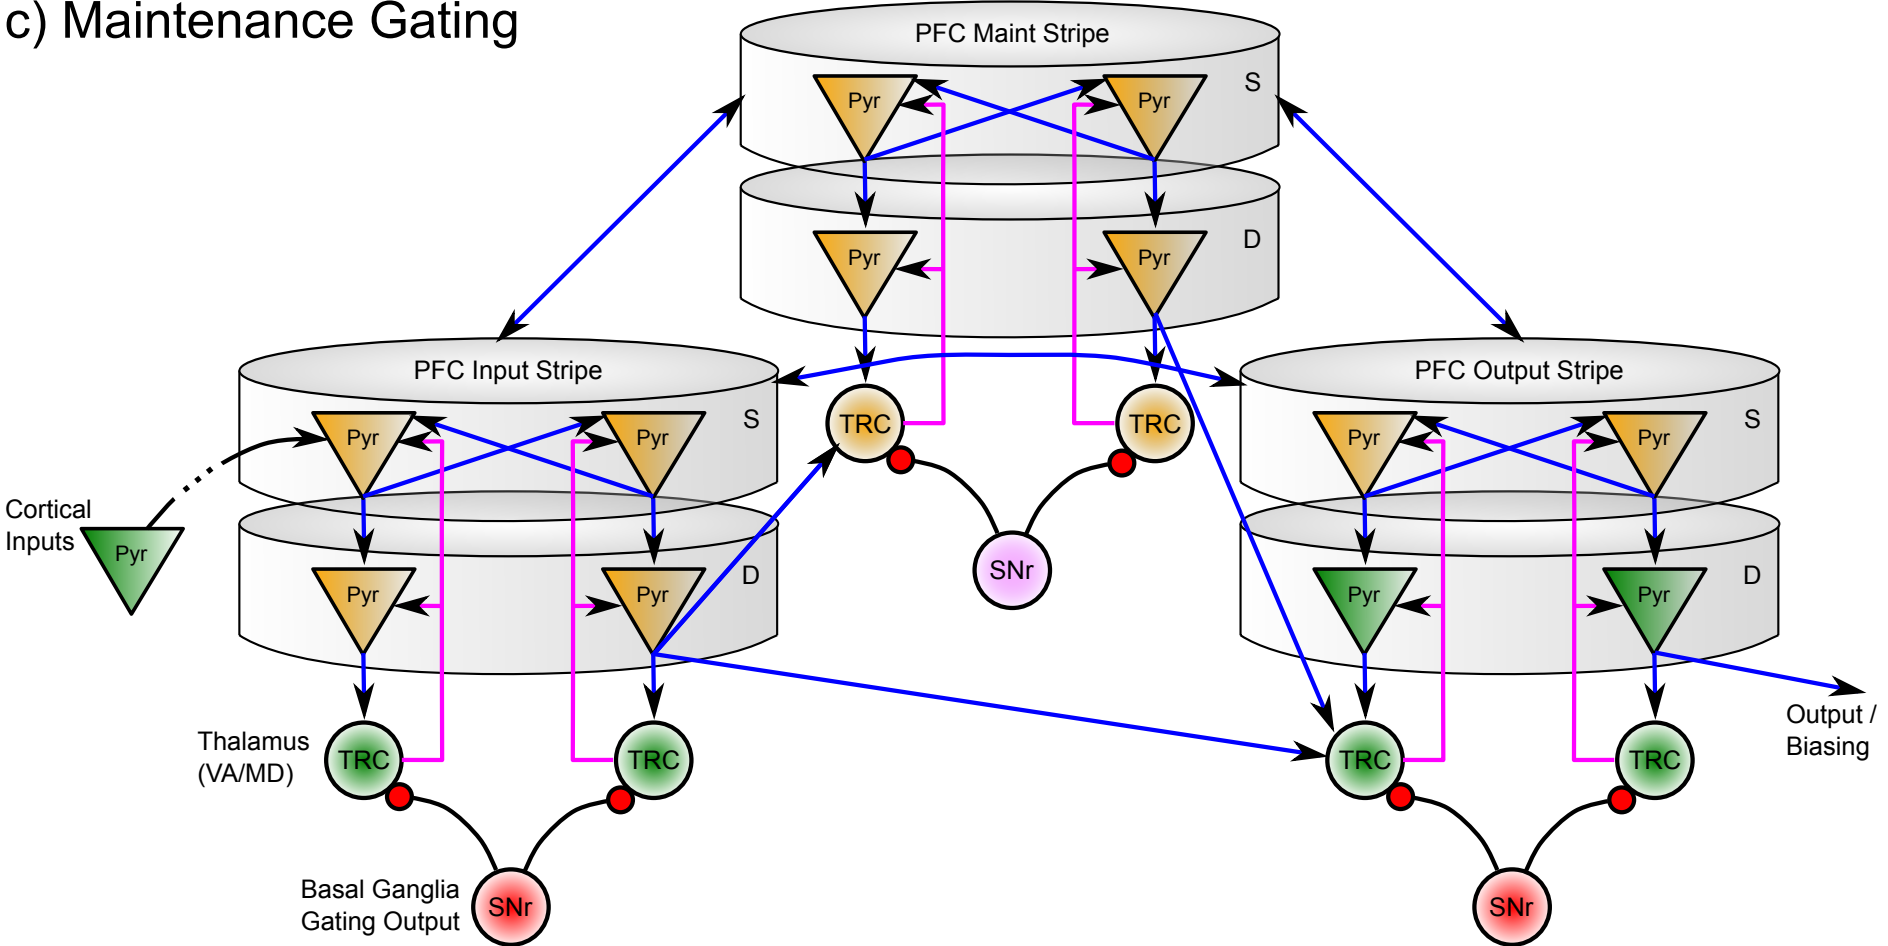 c) Maintenance Gating
PFC Maint Stripe
S
Pyr
Pyr
D
Pyr
Pyr
TRC
TRC
SNr
PFC Input Stripe
S
Pyr
Pyr
Cortical
Inputs
Pyr
D
Pyr
Pyr
Thalamus
(VA/MD)
TRC
TRC
Basal Ganglia
Gating Output
SNr
PFC Output Stripe
S
Pyr
Pyr
D
Pyr
Pyr
TRC
TRC
Output /
Biasing
SNr